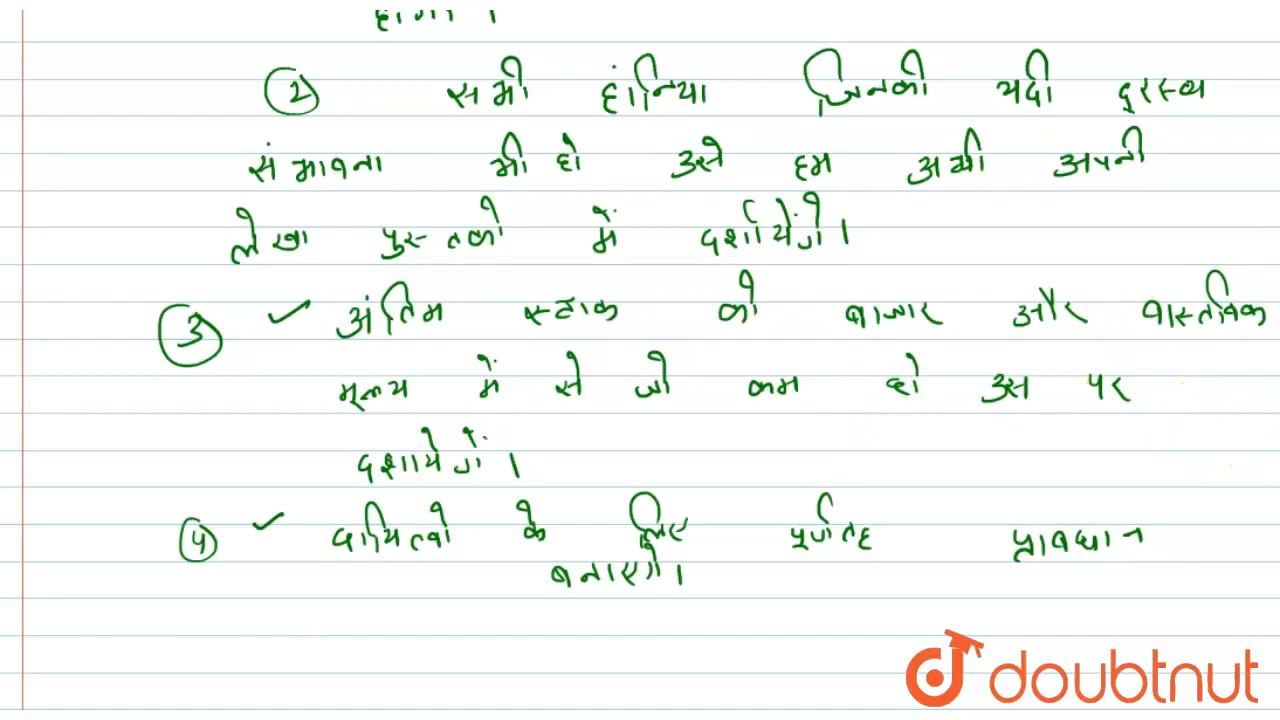 होगा ।
② सभी हांनिया जिनकी यदी दुरस्थ
संभावना भी हो उसे हम अभी अपनी
लेखा पुस्तको में दर्शायेंगे ।
③ ✓ अंतिम स्टाक को बाजार और वास्तविक
मूल्य में से जो कम हो उस पर
दर्शायेगें ।
④ ✓ दायित्वो के लिए पूर्णतह प्रावधान
बनाएगे ।
doubtnut